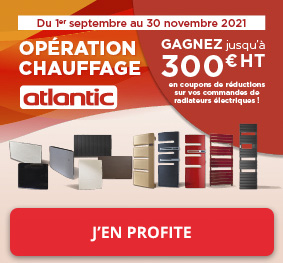 Du 1er septembre au 30 novembre 2021
OPÉRATION
CHAUFFAGE
atlantic
GAGNEZ jusqu'à
300€HT
en coupons de réductions
sur vos commandes de
radiateurs électriques !
J'EN PROFITE